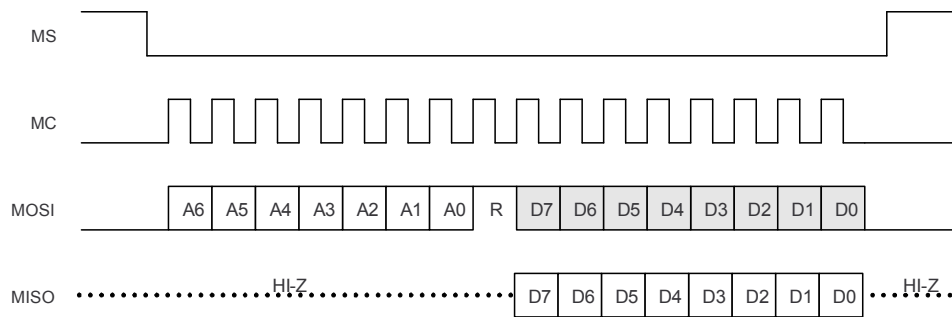 MS
MC
MOSI A6 A5 A4 A3 A2 A1 A0 R D7 D6 D5 D4 D3 D2 D1 D0
MISO HI-Z D7 D6 D5 D4 D3 D2 D1 D0 HI-Z